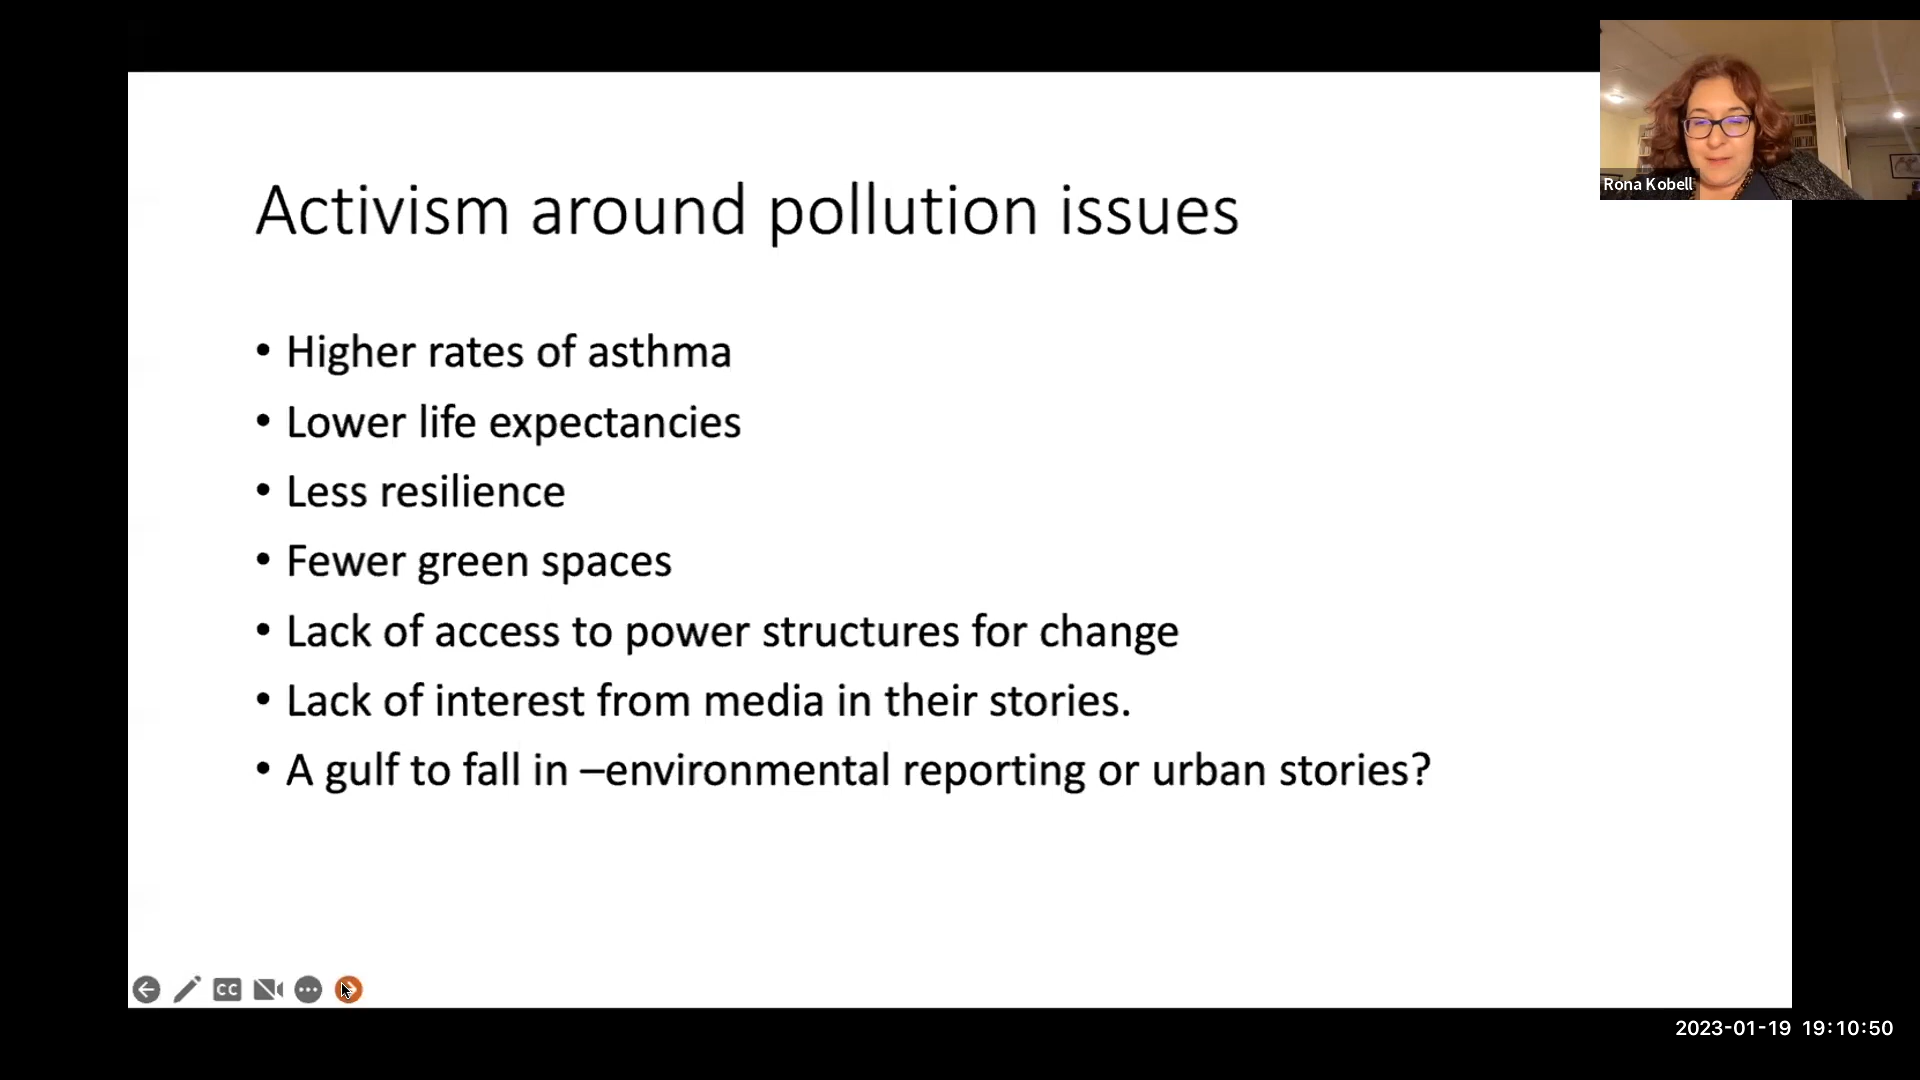 Rona Kobell
Activism around pollution issues
• Higher rates of asthma
• Lower life expectancies
• Less resilience
• Fewer green spaces
• Lack of access to power structures for change
• Lack of interest from media in their stories.
• A gulf to fall in –environmental reporting or urban stories?
CC
2023-01-19 19:10:50